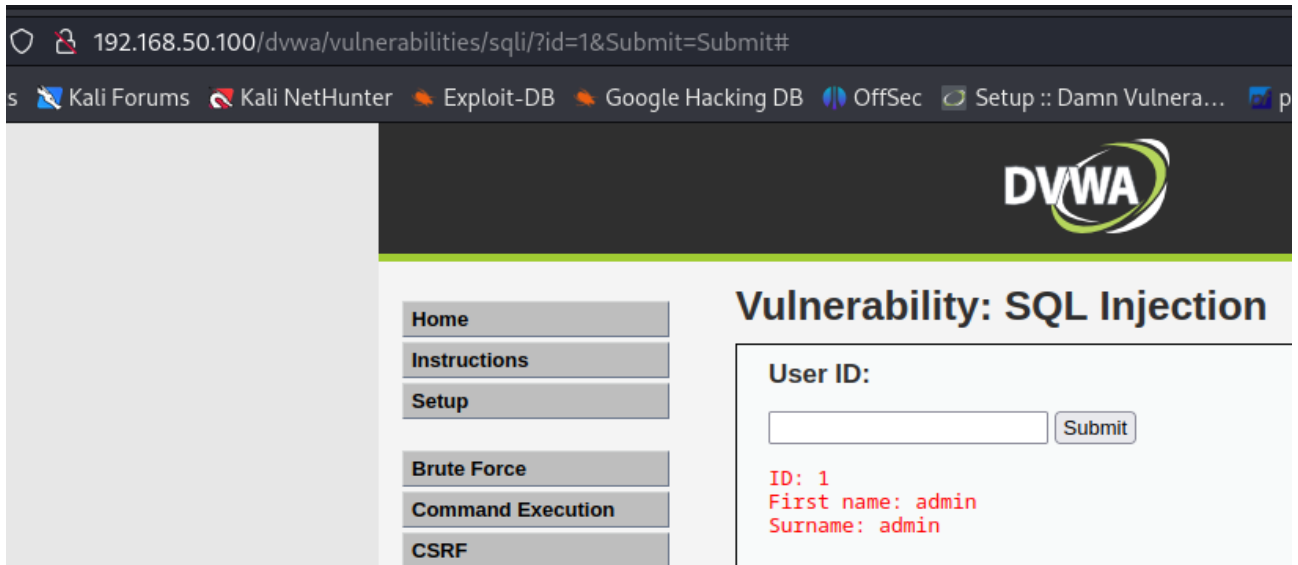 192.168.50.100/dvwa/vulnerabilities/sqli/?id=1&Submit=Submit#
s Kali Forums Kali NetHunter Exploit-DB Google Hacking DB OffSec Setup :: Damn Vulnera... p
DVWA
Home
Instructions
Setup
Brute Force
Command Execution
CSRF
Vulnerability: SQL Injection
User ID:
Submit
ID: 1
First name: admin
Surname: admin